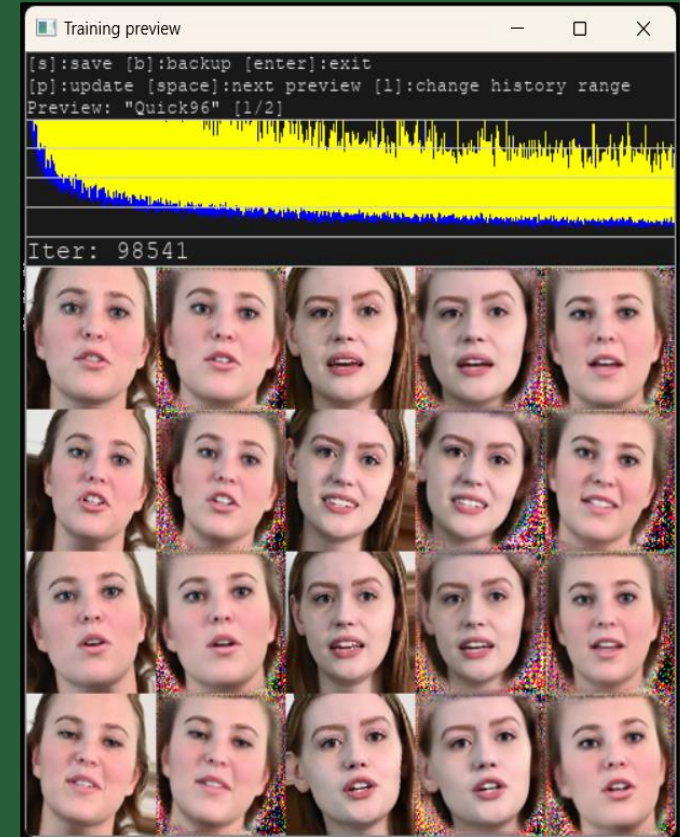 Training preview
[s]:save [b]:backup [enter]:exit
[p]:update [space]:next preview [l]:change history range
Preview: "Quick96" [1/2]
Iter: 98541